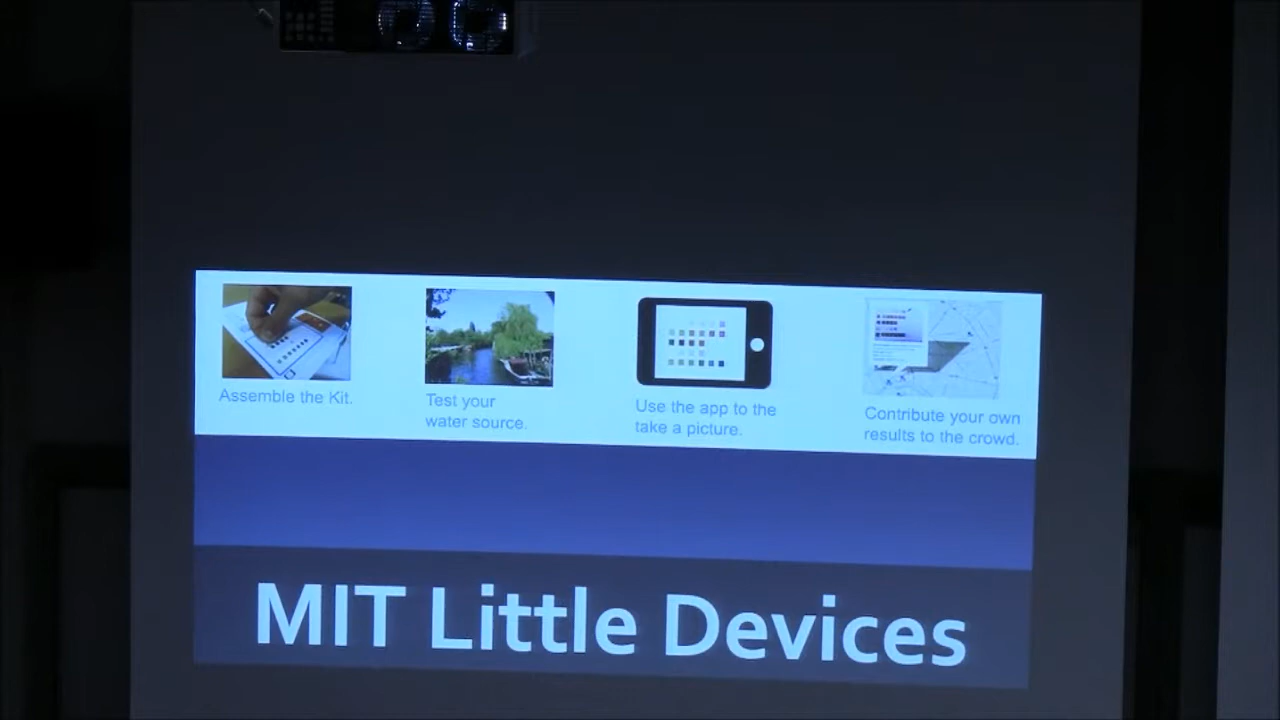 Assemble the Kit.
Test your
water source.
Use the app to the
take a picture.
Contribute your own
results to the crowd.
MIT Little Devices